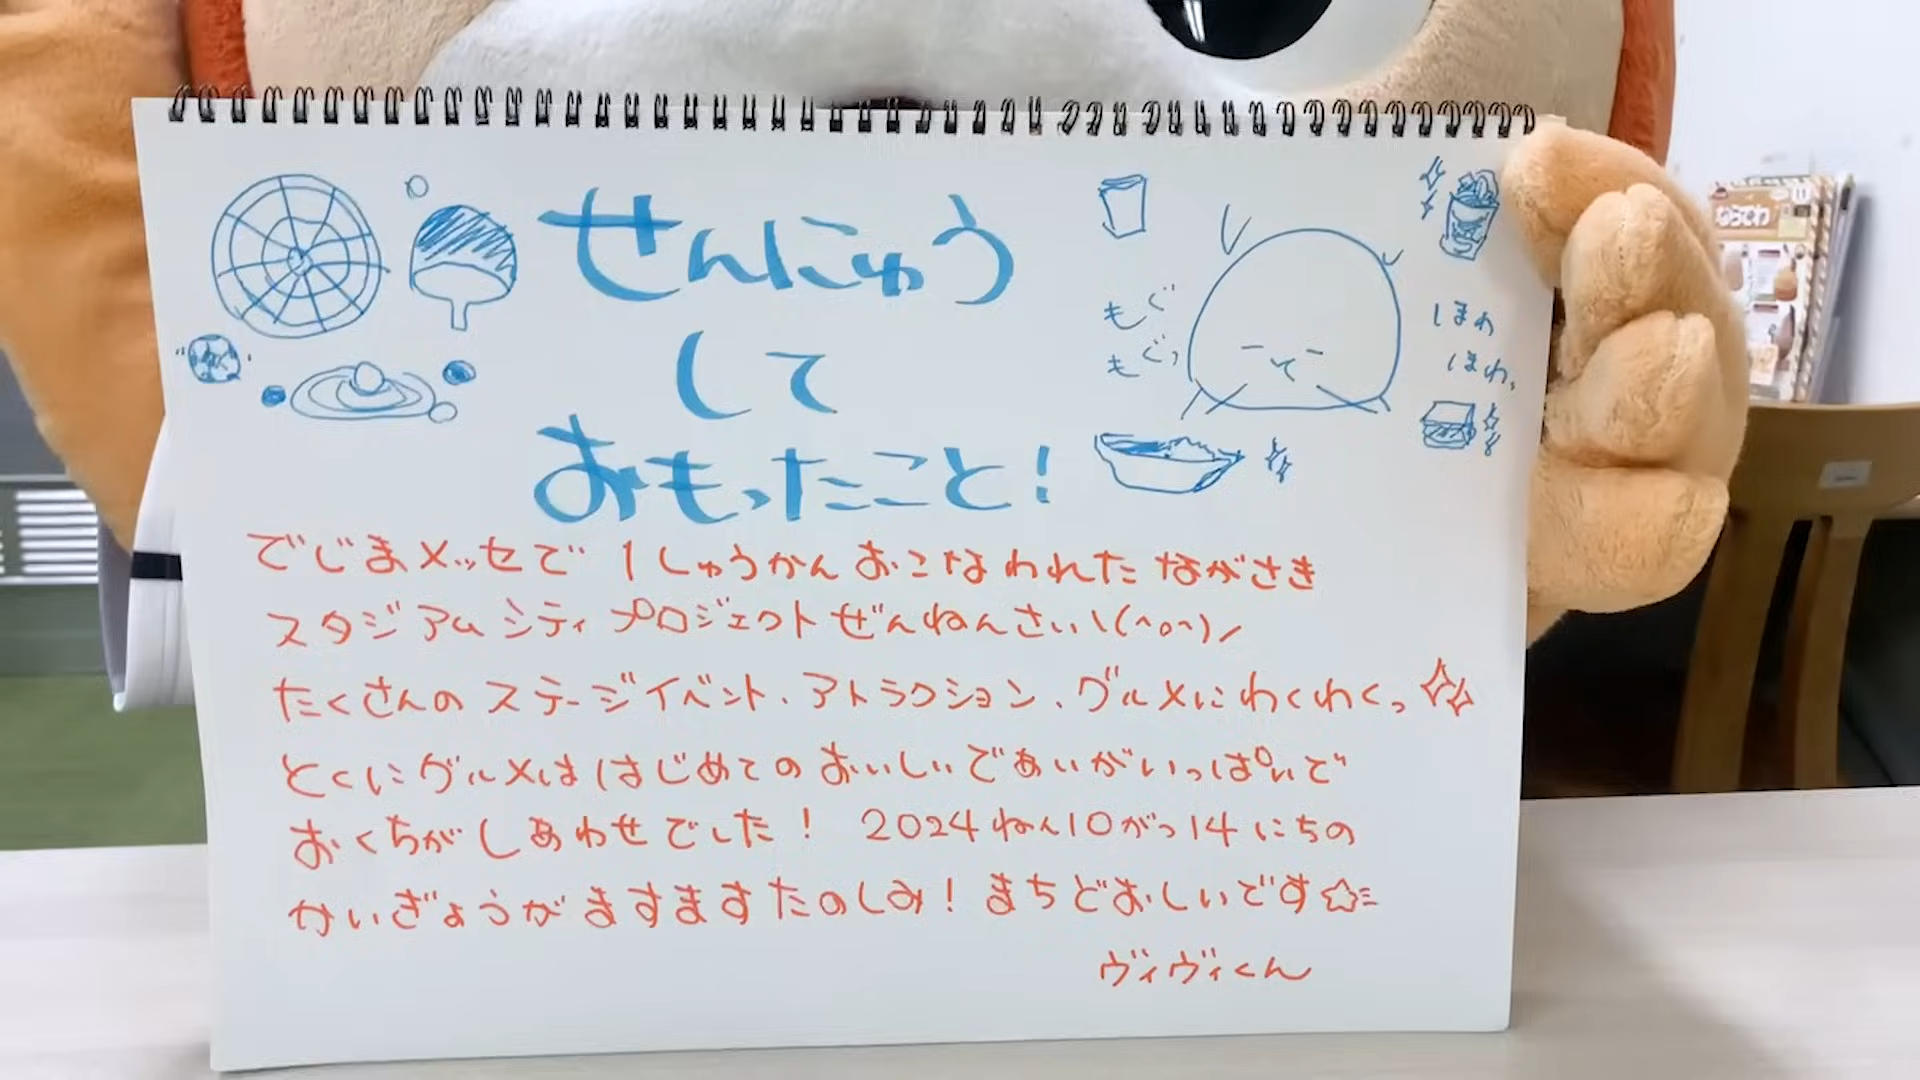 せんにゅう
して
おもったこと！
もぐ
もぐっ
ほわ
ほわっ
でじまメッセで1しゅうかんおこなわれたながさき
スタジアムシティプロジェクトぜんねんさい\(^o^)/
たくさんのステージイベント、アトラクション、グルメにわくわくっ
とくにグルメははじめてのおいしいであいがいっぱいで
おくちがしあわせでした！ 2024ねん10がつ14にちの
かいぎょうがますますたのしみ！まちどおしいです☆=
ヴィヴィくん